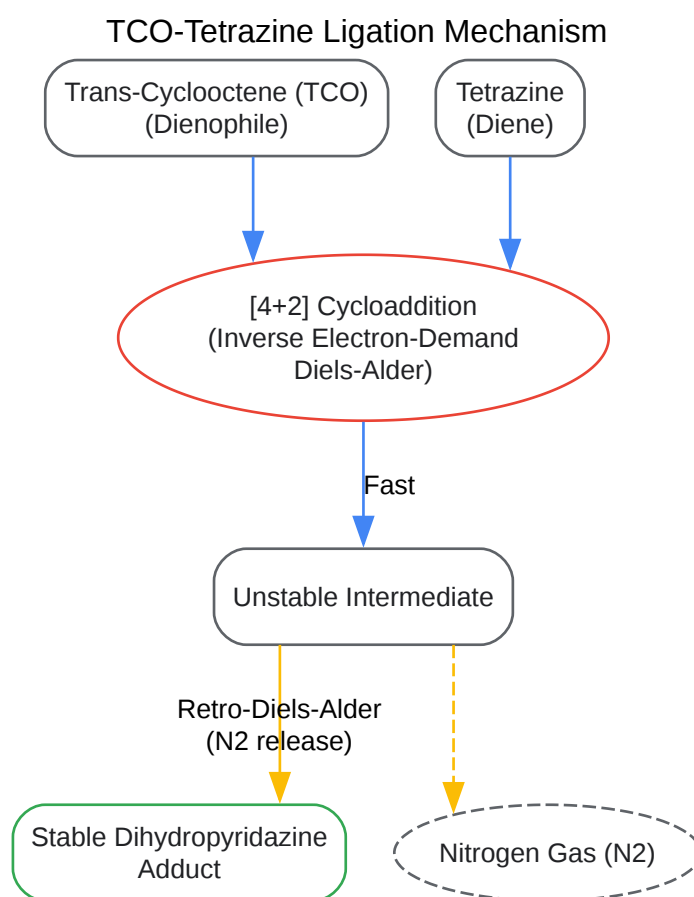 TCO-Tetrazine Ligation Mechanism
Trans-Cyclooctene (TCO)
(Dienophile)
Tetrazine
(Diene)
[4+2] Cycloaddition
(Inverse Electron-Demand
Diels-Alder)
Fast
Unstable Intermediate
Retro-Diels-Alder
(N2 release)
Stable Dihydropyridazine
Adduct
Nitrogen Gas (N2)